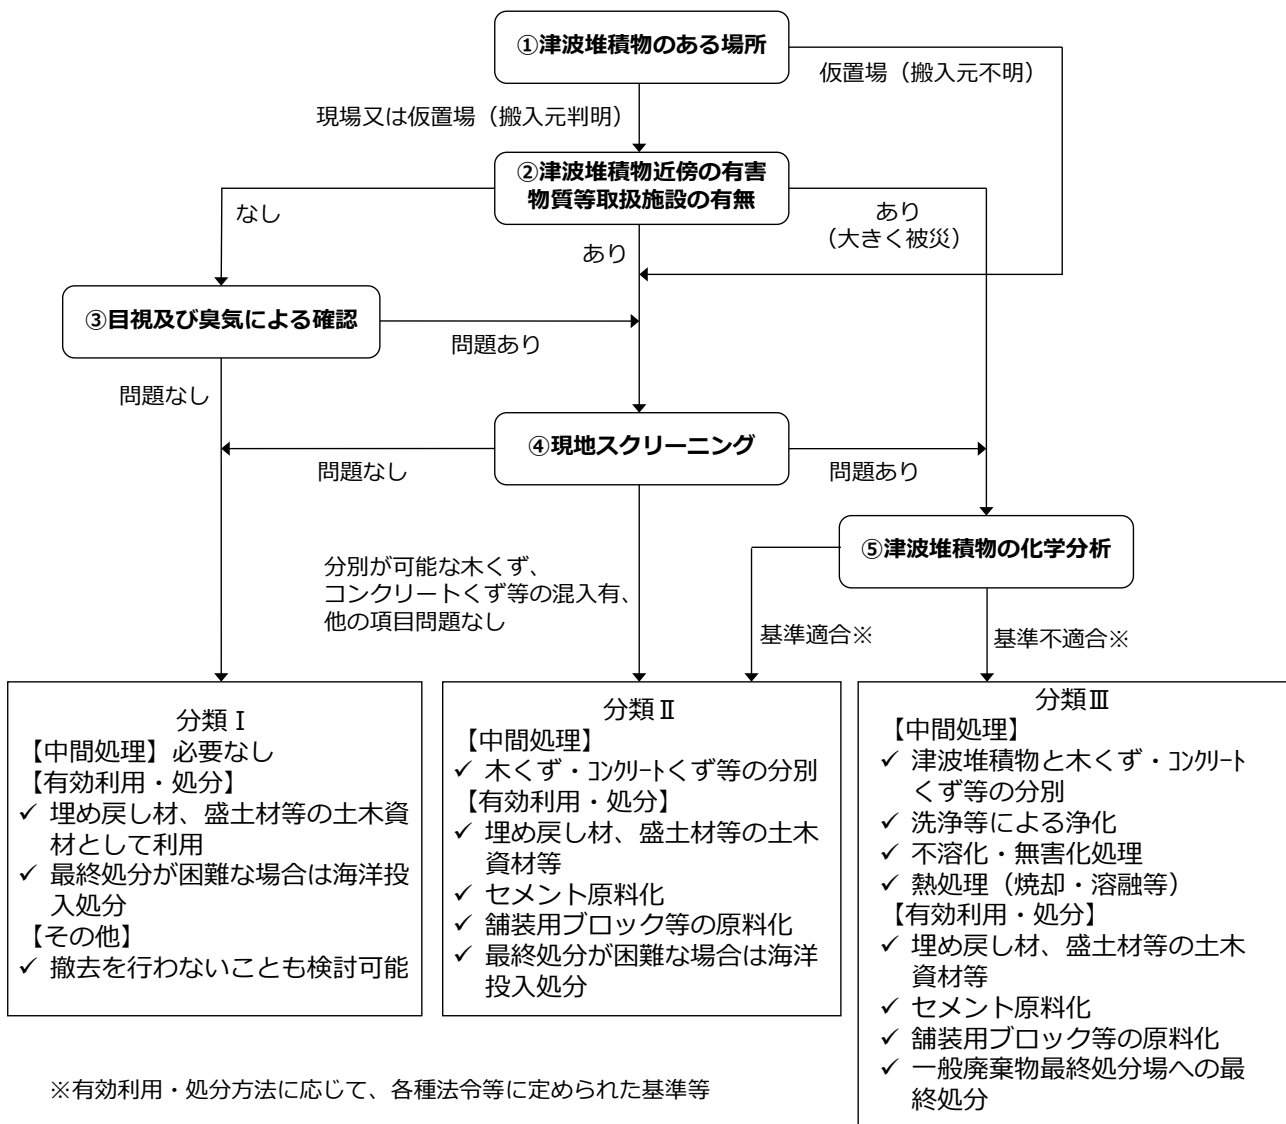 ①津波堆積物のある場所
仮置場（搬入元不明）
現場又は仮置場（搬入元判明）
②津波堆積物近傍の有害
物質等取扱施設の有無
なし
あり
あり
（大きく被災）
③目視及び臭気による確認
問題あり
問題なし
④現地スクリーニング
問題なし
問題あり
⑤津波堆積物の化学分析
分別が可能な木くず、
コンクリートくず等の混入有、
他の項目問題なし
基準適合※
基準不適合※
分類Ⅰ
【中間処理】必要なし
【有効利用・処分】
✓ 埋め戻し材、盛土材等の土木資
材として利用
✓ 最終処分が困難な場合は海洋投
入処分
【その他】
✓ 撤去を行わないことも検討可能
分類Ⅱ
【中間処理】
✓ 木くず・ｺﾝｸﾘｰﾄくず等の分別
【有効利用・処分】
✓ 埋め戻し材、盛土材等の土木
資材等
✓ セメント原料化
✓ 舗装用ブロック等の原料化
✓ 最終処分が困難な場合は海洋
投入処分
分類Ⅲ
【中間処理】
✓ 津波堆積物と木くず・ｺﾝｸﾘｰﾄ
くず等の分別
✓ 洗浄等による浄化
✓ 不溶化・無害化処理
✓ 熱処理（焼却・溶融等）
【有効利用・処分】
✓ 埋め戻し材、盛土材等の土木
資材等
✓ セメント原料化
✓ 舗装用ブロック等の原料化
✓ 一般廃棄物最終処分場への最
終処分
※有効利用・処分方法に応じて、各種法令等に定められた基準等